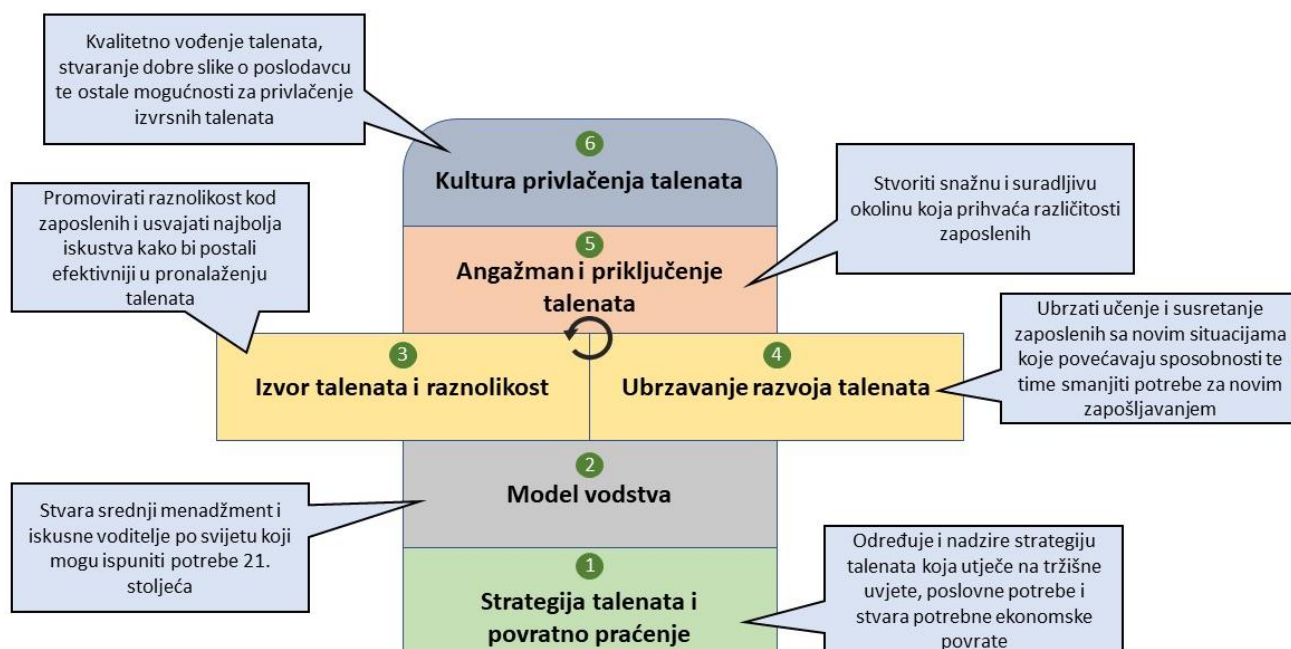 Kvalitetno vođenje talenata,
stvaranje dobre slike o poslodavcu
te ostale mogućnosti za privlačenje
izvrsnih talenata
6
Kultura privlačenja talenata
Stvoriti snažnu i suradljivu
okolinu koja prihvaća različitosti
zaposlenih
Promovirati raznolikost kod
zaposlenih i usvajati najbolja
iskustva kako bi postali
efektivniji u pronalaženju
talenata
5
Angažman i priključenje
talenata
Ubrzati učenje i susretanje
zaposlenih sa novim situacijama
koje povećavaju sposobnosti te
time smanjiti potrebe za novim
zapošljavanjem
3
Izvor talenata i raznolikost
4
Ubrzavanje razvoja talenata
2
Model vodstva
Stvara srednji menadžment i
iskusne voditelje po svijetu koji
mogu ispuniti potrebe 21.
stoljeća
1
Strategija talenata i
povratno praćenje
Određuje i nadzire strategiju
talenata koja utječe na tržišne
uvjete, poslovne potrebe i
stvara potrebne ekonomske
povrate